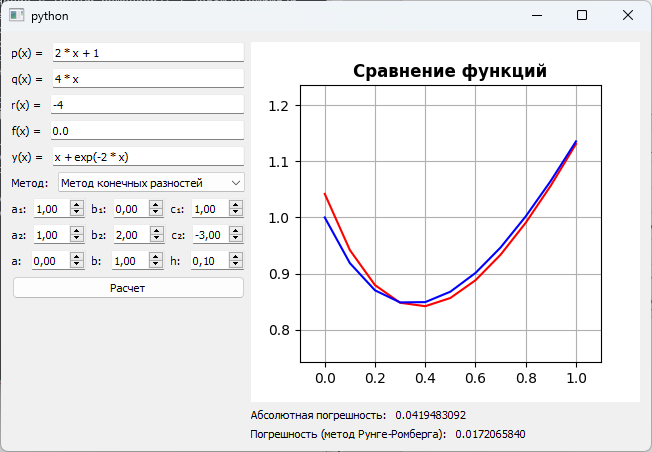 python
p(x) = 2 * x + 1
q(x) = 4 * x
r(x) = -4
f(x) = 0.0
y(x) = x + exp(-2 * x)
Метод: Метод конечных разностей
a₁: 1,00 b₁: 0,00 c₁: 1,00
a₂: 1,00 b₂: 2,00 c₂: -3,00
a: 0,00 b: 1,00 h: 0,10
Расчет
Сравнение функций
1.2
1.1
1.0
0.9
0.8
0.0 0.2 0.4 0.6 0.8 1.0
Абсолютная погрешность: 0.0419483092
Погрешность (метод Рунге-Ромберга): 0.0172065840